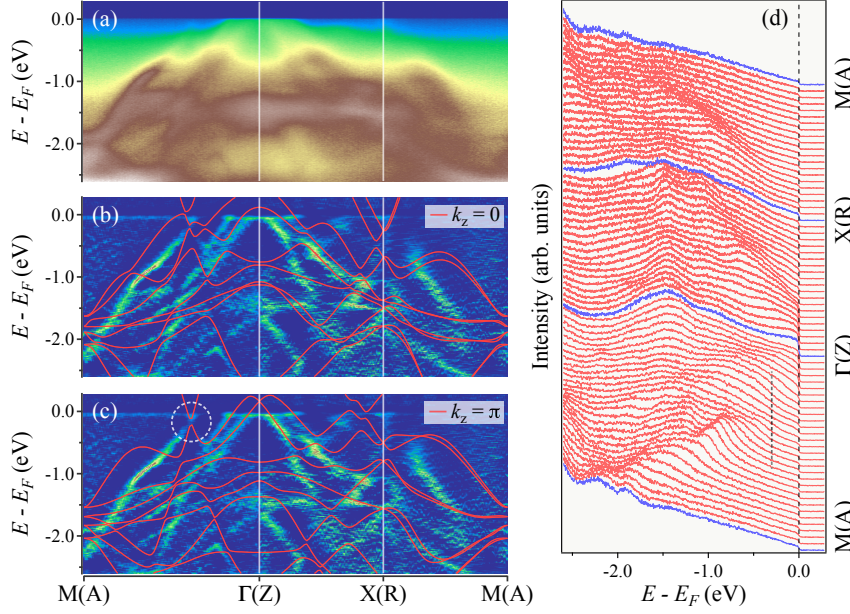 (a)
0.0
-1.0
-2.0
E - E_F (eV)
(b)
k_z = 0
0.0
-1.0
-2.0
E - E_F (eV)
(c)
k_z = π
0.0
-1.0
-2.0
E - E_F (eV)
M(A)
Γ(Z)
X(R)
M(A)
(d)
Intensity (arb. units)
M(A)
X(R)
Γ(Z)
M(A)
-2.0
-1.0
0.0
E - E_F (eV)